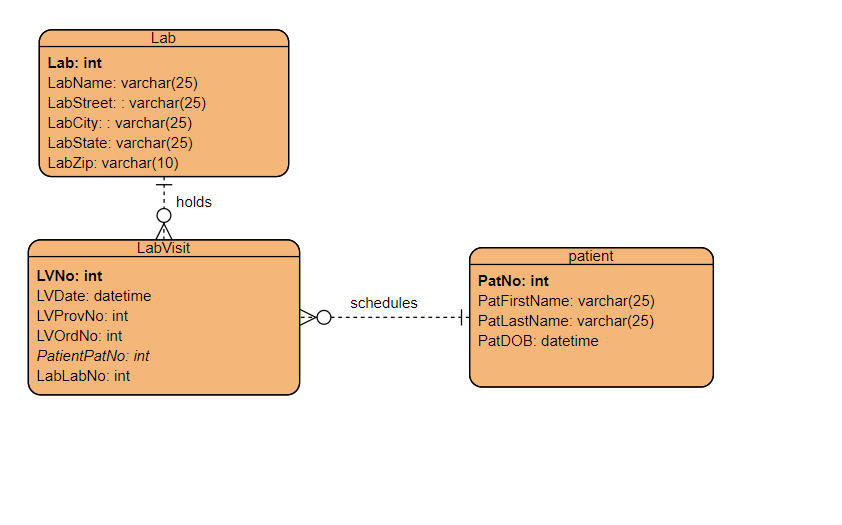 Lab
Lab: int
LabName: varchar(25)
LabStreet: : varchar(25)
LabCity: : varchar(25)
LabState: varchar(25)
LabZip: varchar(10)
holds
LabVisit
LVNo: int
LVDate: datetime
LVProvNo: int
LVOrdNo: int
PatientPatNo: int
LabLabNo: int
schedules
patient
PatNo: int
PatFirstName: varchar(25)
PatLastName: varchar(25)
PatDOB: datetime